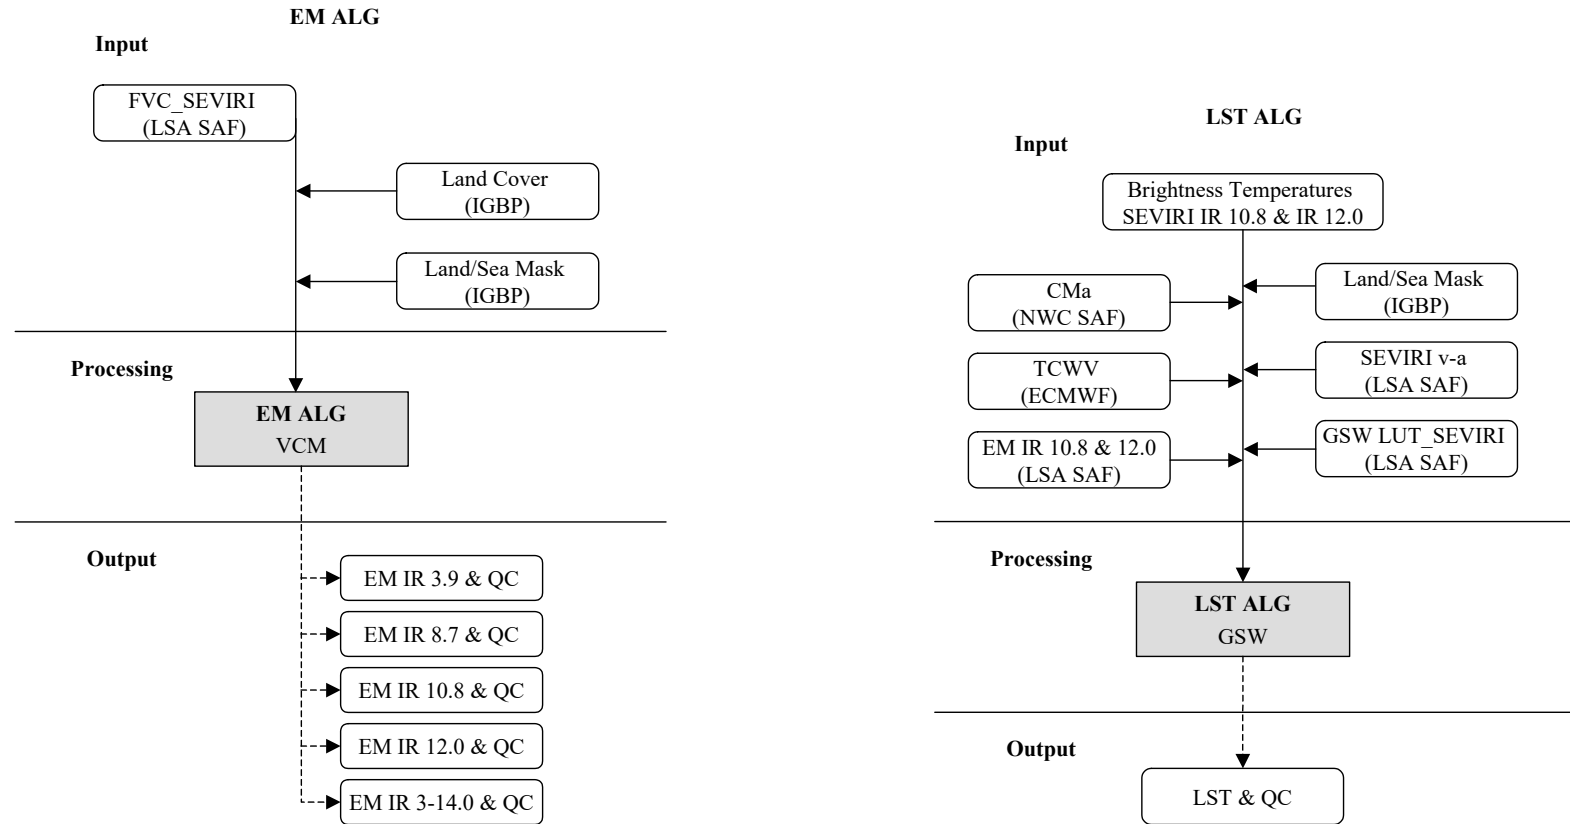 EM ALG
Input
FVC_SEVIRI
(LSA SAF)
Land Cover
(IGBP)
Land/Sea Mask
(IGBP)
Processing
EM ALG
VCM
Output
EM IR 3.9 & QC
EM IR 8.7 & QC
EM IR 10.8 & QC
EM IR 12.0 & QC
EM IR 3-14.0 & QC
LST ALG
Input
Brightness Temperatures
SEVIRI IR 10.8 & IR 12.0
CMa
(NWC SAF)
Land/Sea Mask
(IGBP)
TCWV
(ECMWF)
SEVIRI v-a
(LSA SAF)
EM IR 10.8 & 12.0
(LSA SAF)
GSW LUT_SEVIRI
(LSA SAF)
Processing
LST ALG
GSW
Output
LST & QC